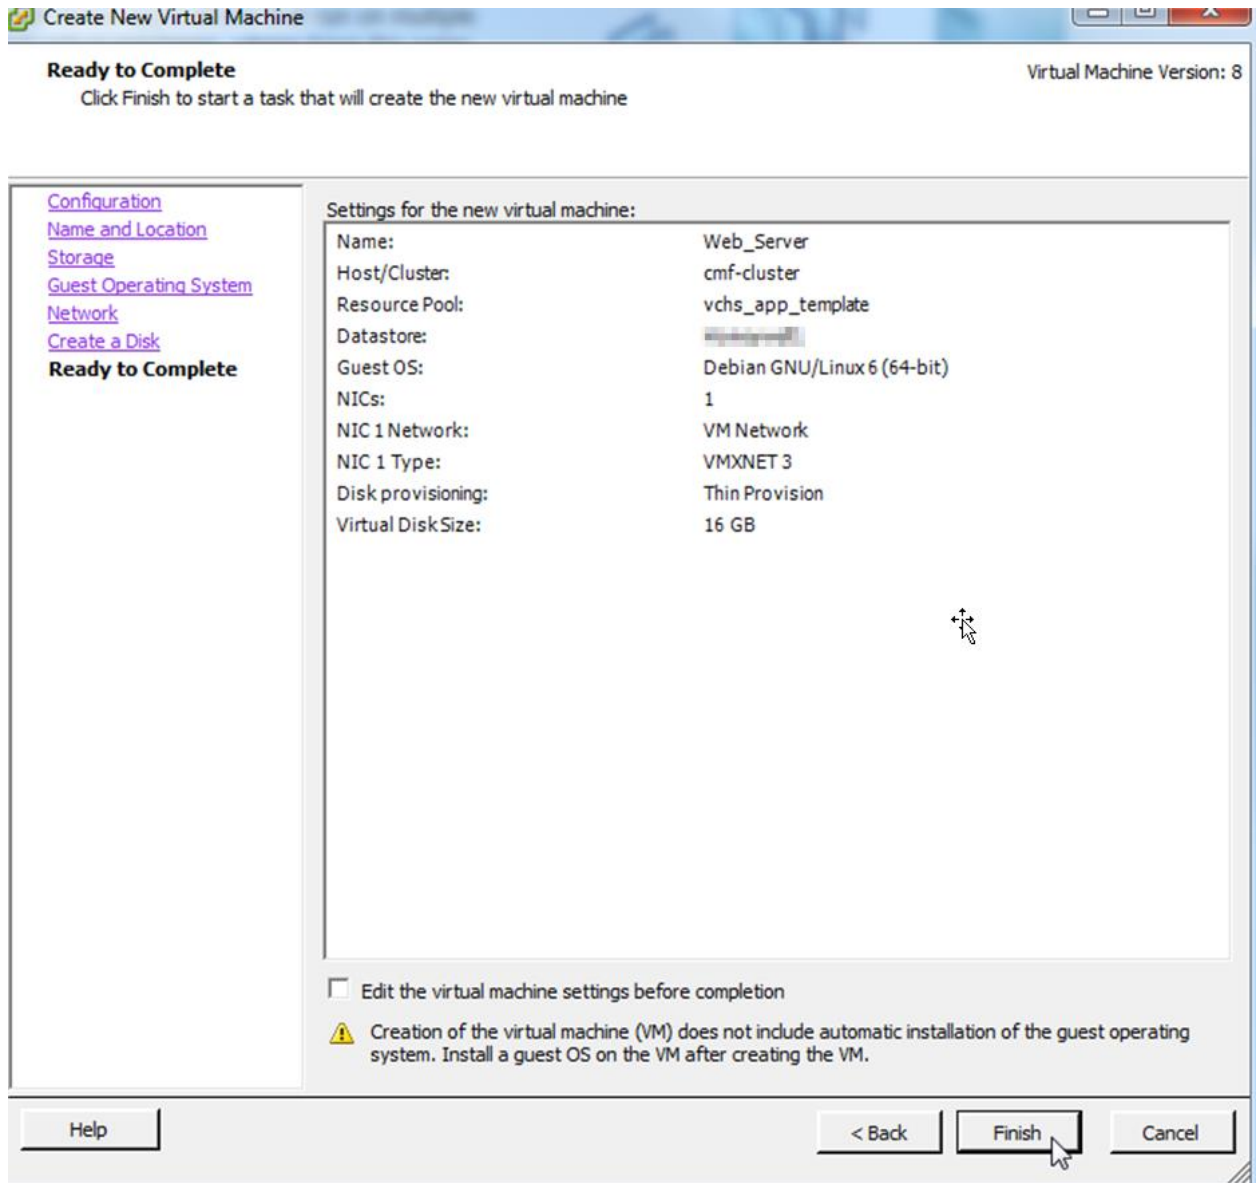 Create New Virtual Machine
Ready to Complete
Virtual Machine Version: 8
Click Finish to start a task that will create the new virtual machine
Configuration
Name and Location
Storage
Guest Operating System
Network
Create a Disk
Ready to Complete
Settings for the new virtual machine:
Name: Web_Server
Host/Cluster: cmf-cluster
Resource Pool: vchs_app_template
Datastore:
Guest OS: Debian GNU/Linux 6 (64-bit)
NICs: 1
NIC 1 Network: VM Network
NIC 1 Type: VMXNET 3
Disk provisioning: Thin Provision
Virtual Disk Size: 16 GB
Edit the virtual machine settings before completion
Creation of the virtual machine (VM) does not include automatic installation of the guest operating
system. Install a guest OS on the VM after creating the VM.
Help
< Back
Finish
Cancel